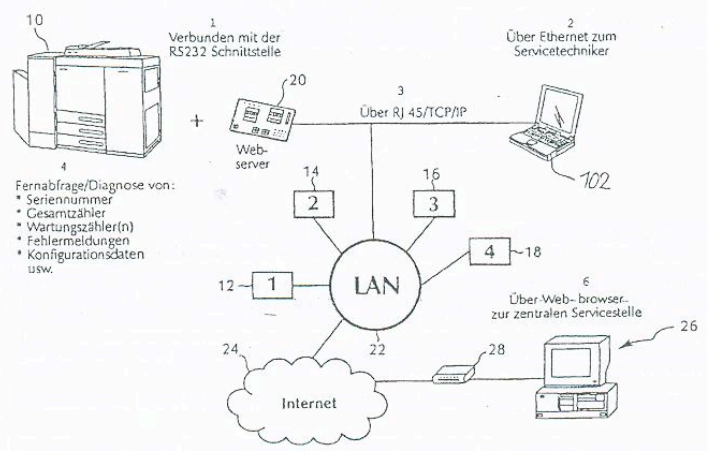 10
1
Verbunden mit der
RS232 Schnittstelle
2
Über Ethernet zum
Servicetechniker
20
3
Über RJ 45/TCP/IP
+
Web-
server
102
4
Fernabfrage/Diagnose von:
* Seriennummer
* Gesamtzähler
* Wartungszähler(n)
* Fehlermeldungen
* Konfigurationsdaten
usw.
14
2
16
3
4
18
12
1
LAN
22
6
Über-Web-browser-
zur zentralen Servicestelle
26
24
28
Internet